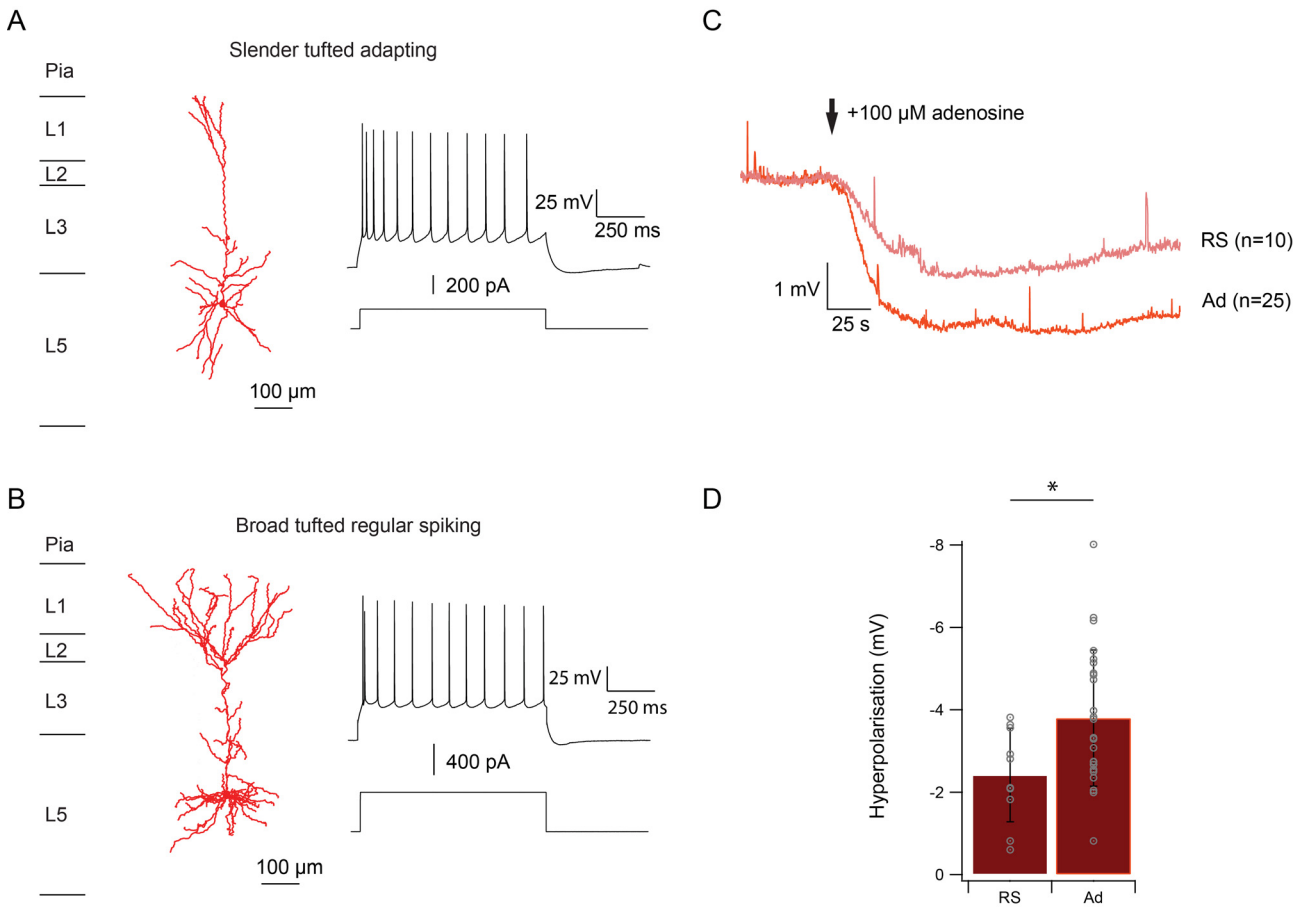 A
Slender tufted adapting
Pia
L1
L2
L3
L5
25 mV
250 ms
200 pA
100 µm
B
Broad tufted regular spiking
Pia
L1
L2
L3
L5
25 mV
250 ms
400 pA
100 µm
C
+100 µM adenosine
RS (n=10)
Ad (n=25)
1 mV
25 s
D
*
Hyperpolarisation (mV)
-8
-6
-4
-2
0
RS
Ad